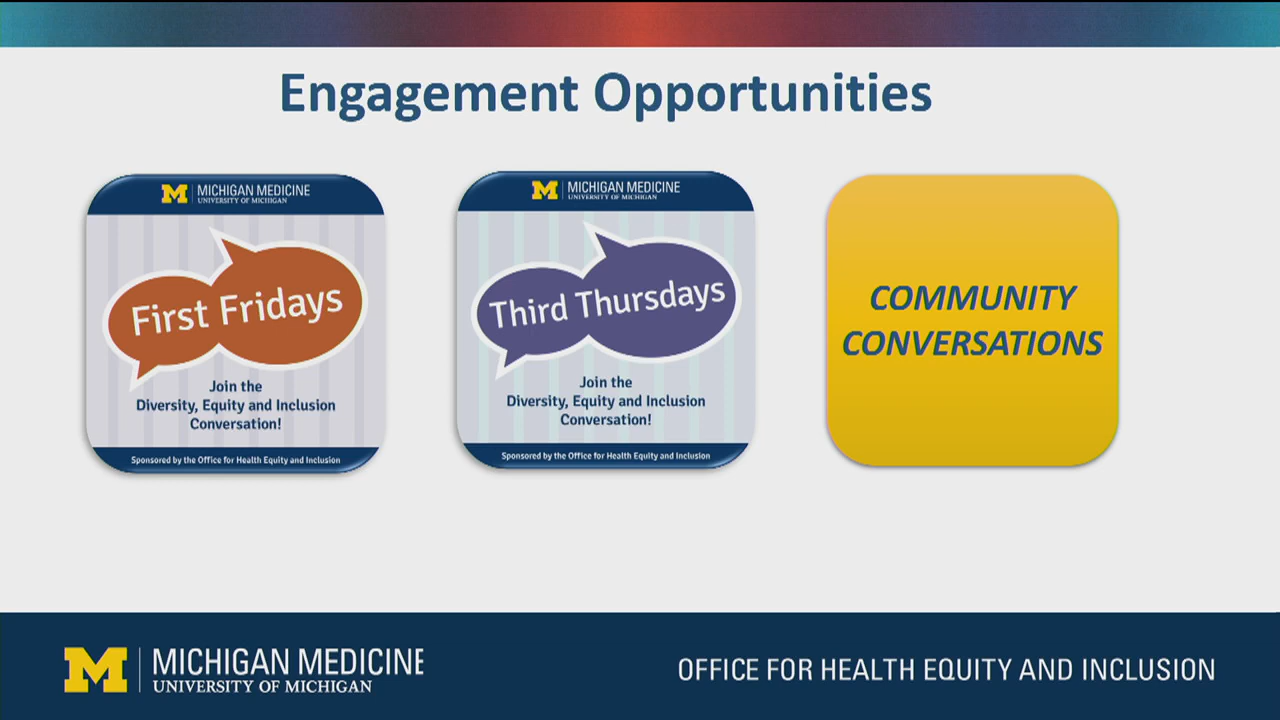 Engagement Opportunities
M MICHIGAN MEDICINE
UNIVERSITY OF MICHIGAN
First Fridays
Join the
Diversity, Equity and Inclusion
Conversation!
Sponsored by the Office for Health Equity and Inclusion
M MICHIGAN MEDICINE
UNIVERSITY OF MICHIGAN
Third Thursdays
Join the
Diversity, Equity and Inclusion
Conversation!
Sponsored by the Office for Health Equity and Inclusion
COMMUNITY
CONVERSATIONS
M MICHIGAN MEDICINE
UNIVERSITY OF MICHIGAN
OFFICE FOR HEALTH EQUITY AND INCLUSION